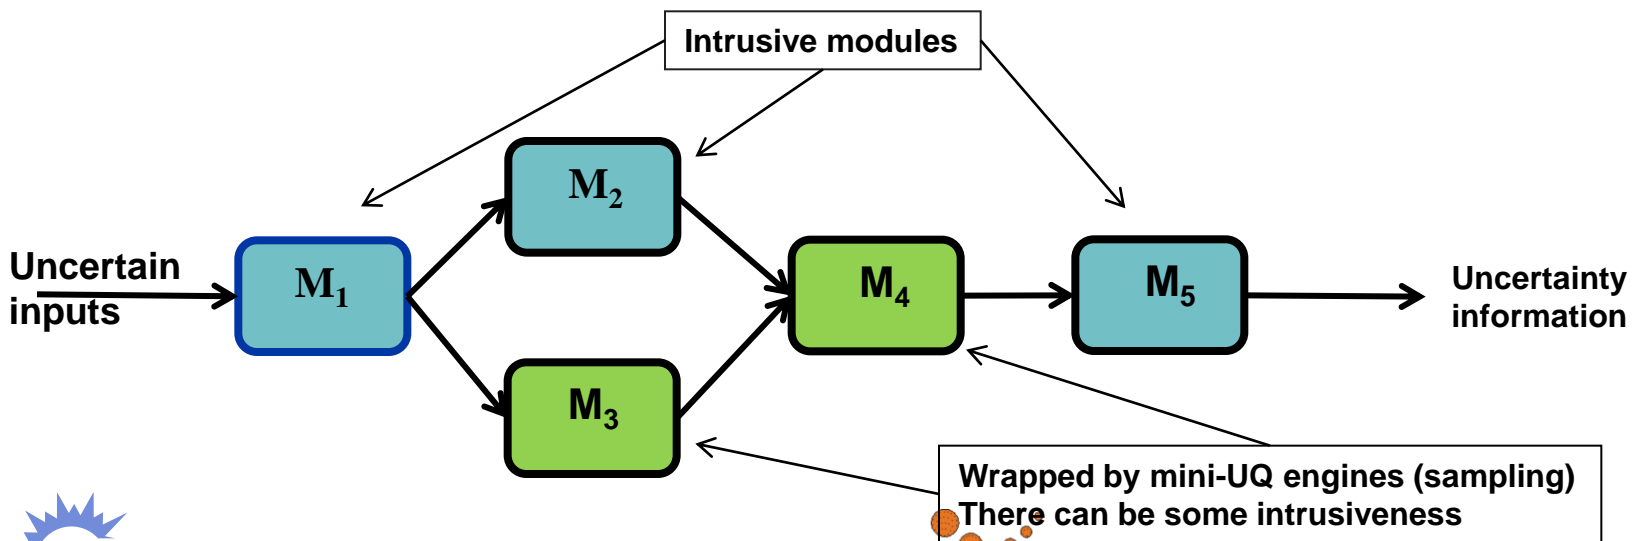 Intrusive modules
M₂
Uncertain
inputs
M₁
M₄
M₅
Uncertainty
information
M₃
Wrapped by mini-UQ engines (sampling)
There can be some intrusiveness